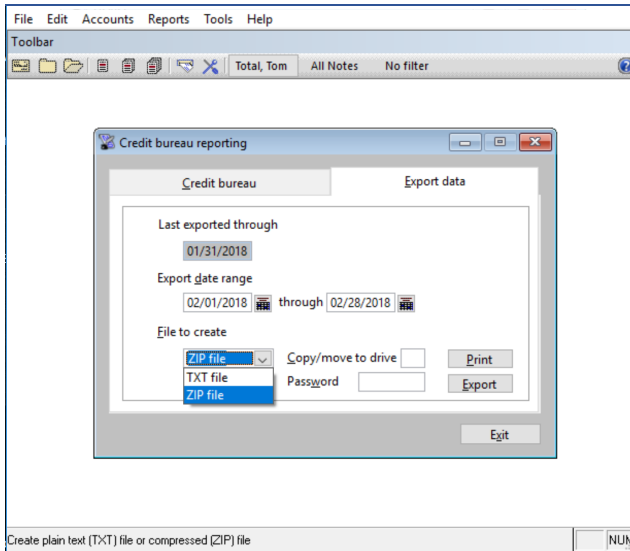 File Edit Accounts Reports Tools Help
Toolbar
Total, Tom All Notes No filter
Credit bureau reporting
Credit bureau Export data
Last exported through
01/31/2018
Export date range
02/01/2018 through 02/28/2018
File to create
ZIP file Copy/move to drive Print
TXT file Password Export
ZIP file
Exit
Create plain text (TXT) file or compressed (ZIP) file NUM